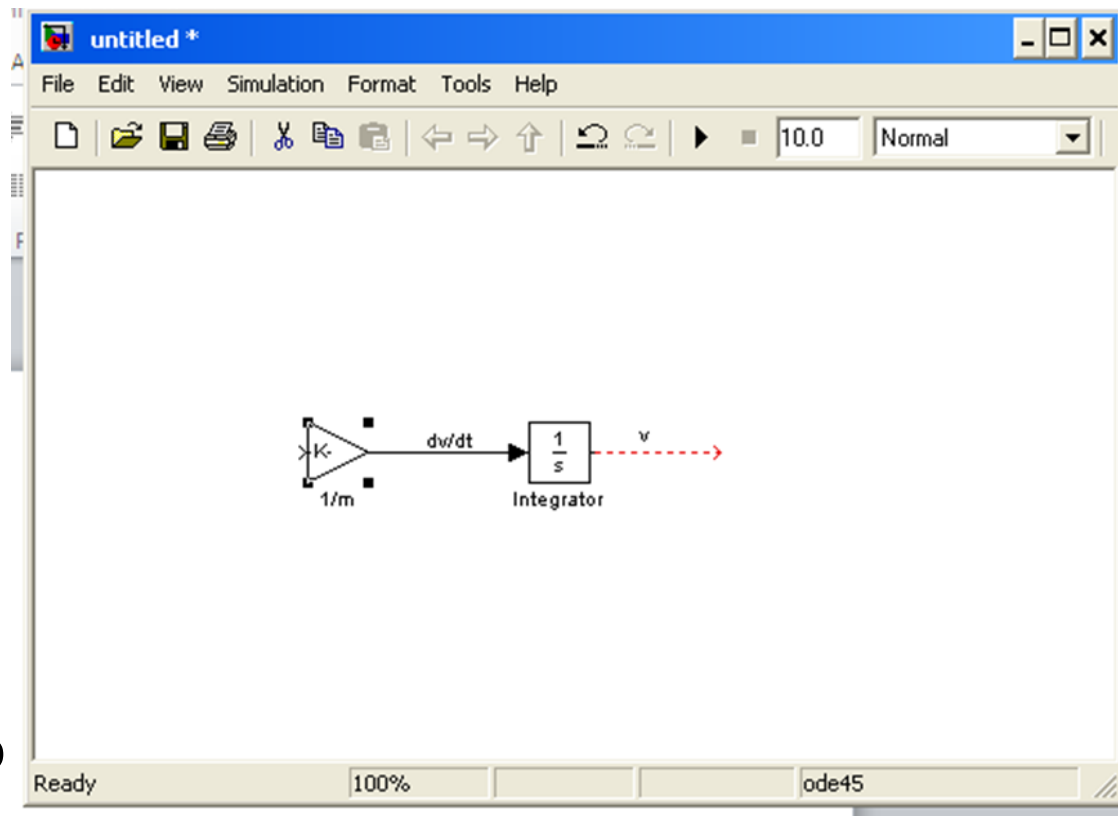 untitled *
File Edit View Simulation Format Tools Help
10.0 Normal
dv/dt
v
-K-
1
s
1/m
Integrator
Ready 100% ode45